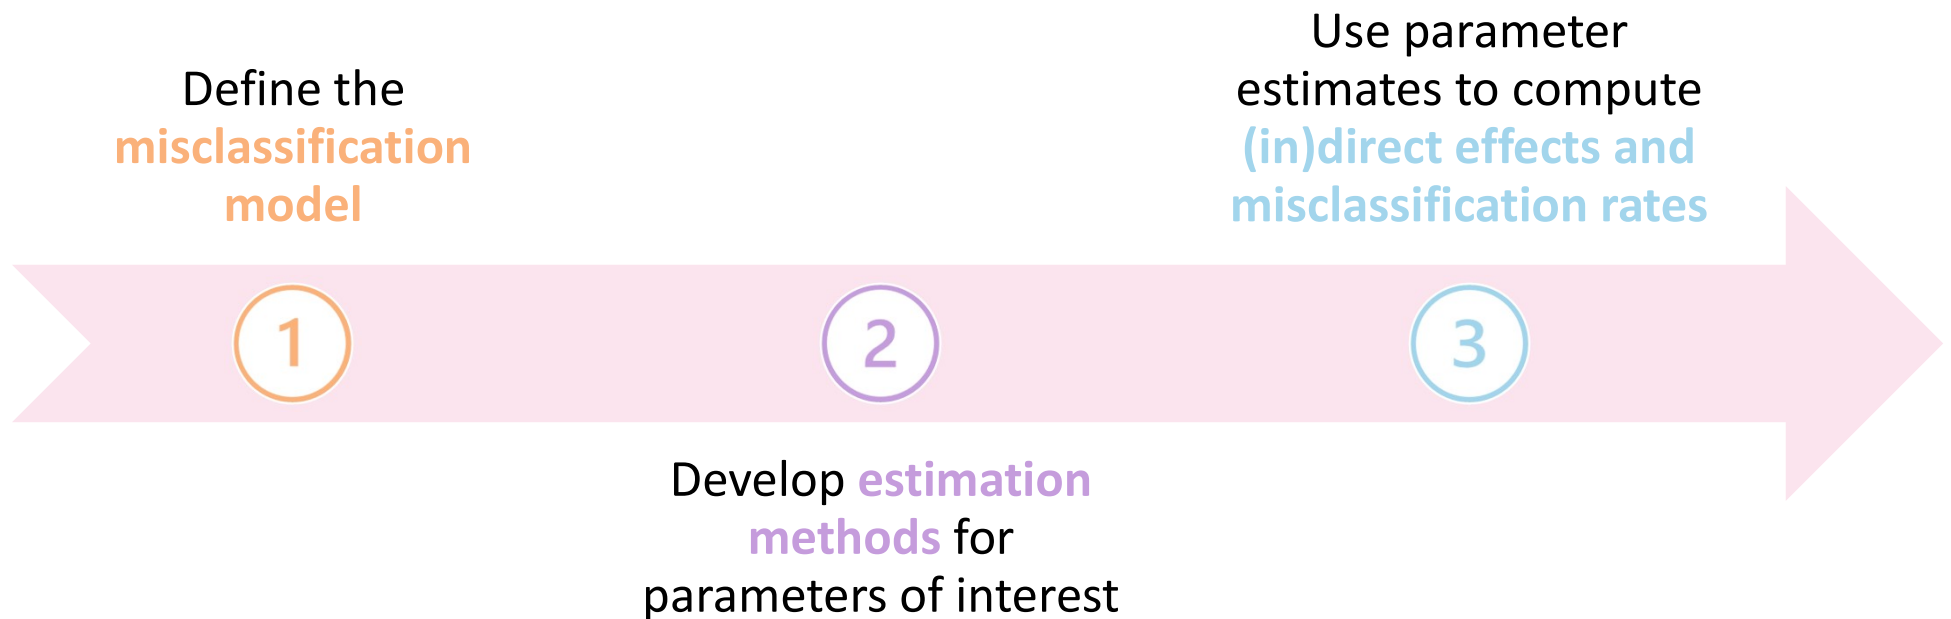 Define the
misclassification
model
1
2
Develop estimation
methods for
parameters of interest
Use parameter
estimates to compute
(in)direct effects and
misclassification rates
3